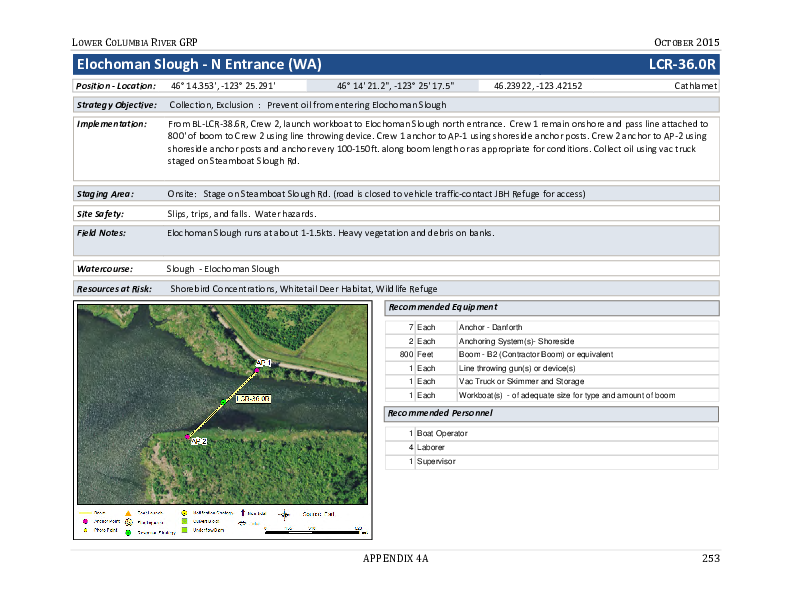 LOWER COLUMBIA RIVER GRP
OCTOBER 2015
Elochoman Slough - N Entrance (WA)
LCR-36.0R
Position - Location: 46° 14.353', -123° 25.291' 46° 14' 21.2", -123° 25' 17.5" 46.23922, -123.42152 Cathlamet
Strategy Objective: Collection, Exclusion : Prevent oil from entering Elochoman Slough
Implementation: From BL-LCR-38.6R, Crew 2, launch workboat to Elochoman Slough north entrance. Crew 1 remain onshore and pass line attached to
800' of boom to Crew 2 using line throwing device. Crew 1 anchor to AP-1 using shoreside anchor posts. Crew 2 anchor to AP-2 using
shoreside anchor posts and anchor every 100-150ft. along boom length or as appropriate for conditions. Collect oil using vac truck
staged on Steamboat Slough Rd.
Staging Area: Onsite: Stage on Steamboat Slough Rd. (road is closed to vehicle traffic-contact JBH Refuge for access)
Site Safety: Slips, trips, and falls. Water hazards.
Field Notes: Elochoman Slough runs at about 1-1.5kts. Heavy vegetation and debris on banks.
Watercourse: Slough - Elochoman Slough
Resources at Risk: Shorebird Concentrations, Whitetail Deer Habitat, Wildlife Refuge
AP-1
LCR-36.0R
AP-2
Anchor Point
Photo Point
Notification Strategy
Underflow Dam
Recommended Equipment
7 Each Anchor - Danforth
2 Each Anchoring System(s)- Shoreside
800 Feet Boom - B2 (Contractor Boom) or equivalent
1 Each Line throwing gun(s) or device(s)
1 Each Vac Truck or Skimmer and Storage
1 Each Workboat(s) - of adequate size for type and amount of boom
Recommended Personnel
1 Boat Operator
4 Laborer
1 Supervisor
APPENDIX 4A
253